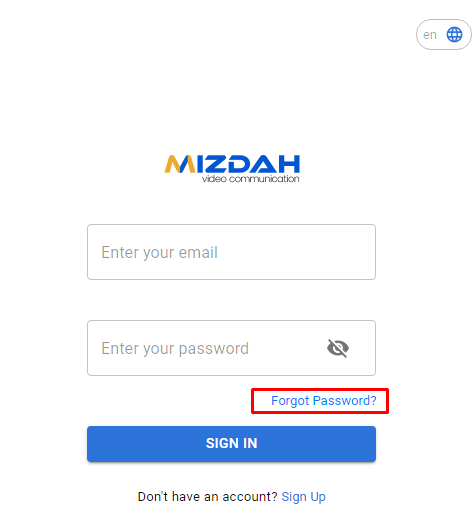 en
MIZDAH
video communication
Enter your email
Enter your password
Forgot Password?
SIGN IN
Don't have an account? Sign Up